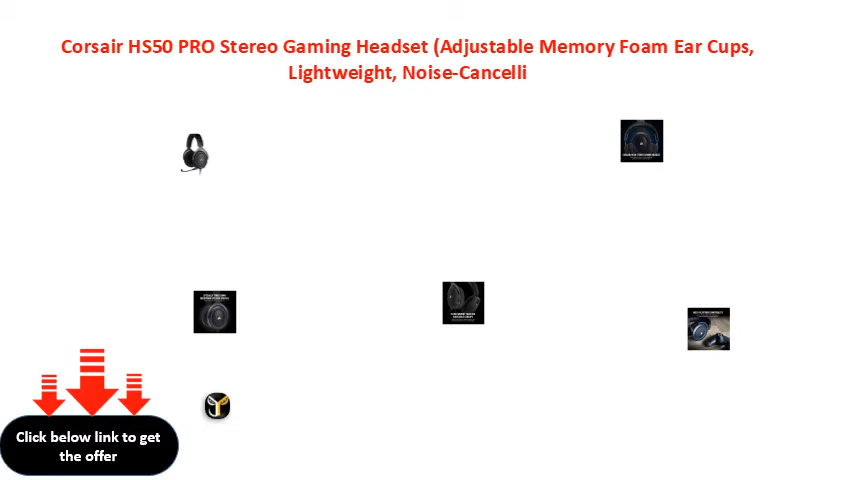 Corsair HS50 PRO Stereo Gaming Headset (Adjustable Memory Foam Ear Cups,
Lightweight, Noise-Cancelli
Click below link to get
the offer